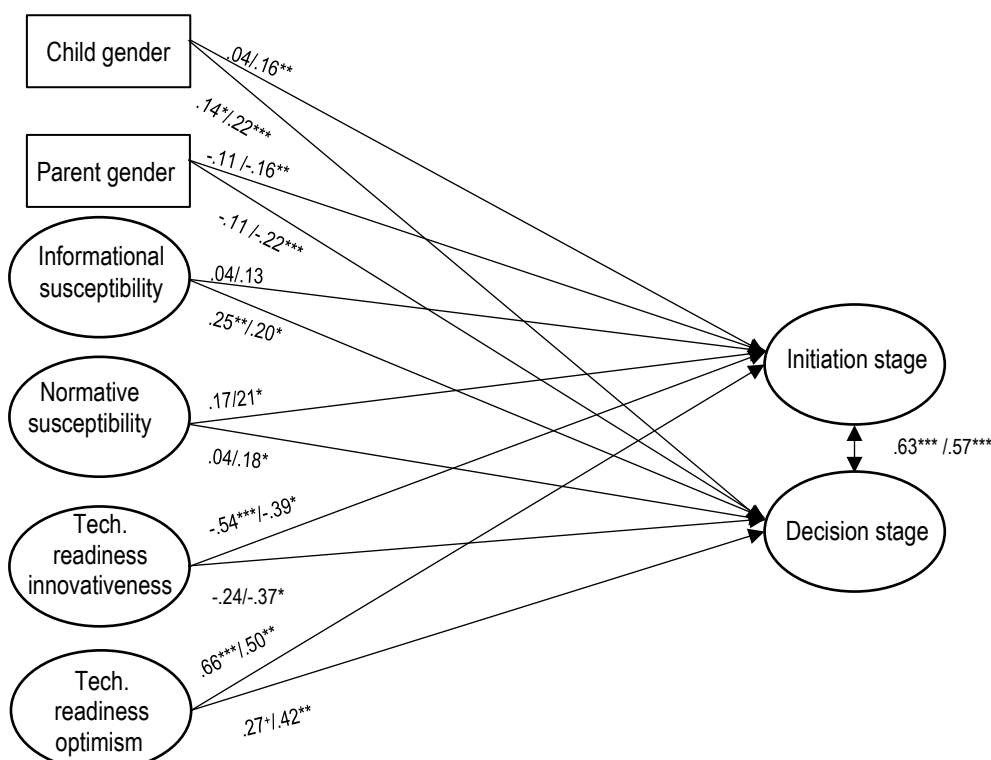 Child gender
.04/.16**
.14*/.22***
Parent gender
-.11 /-.16**
-.11/-.22***
Informational
susceptibility
.04/.13
.25**/.20*
Initiation stage
Normative
susceptibility
.17/21*
.04/.18*
.63*** /.57***
Tech.
readiness
innovativeness
-.54***/-.39*
-.24/-.37*
Decision stage
Tech.
readiness
optimism
.66***/.50**
.27⁺/.42**